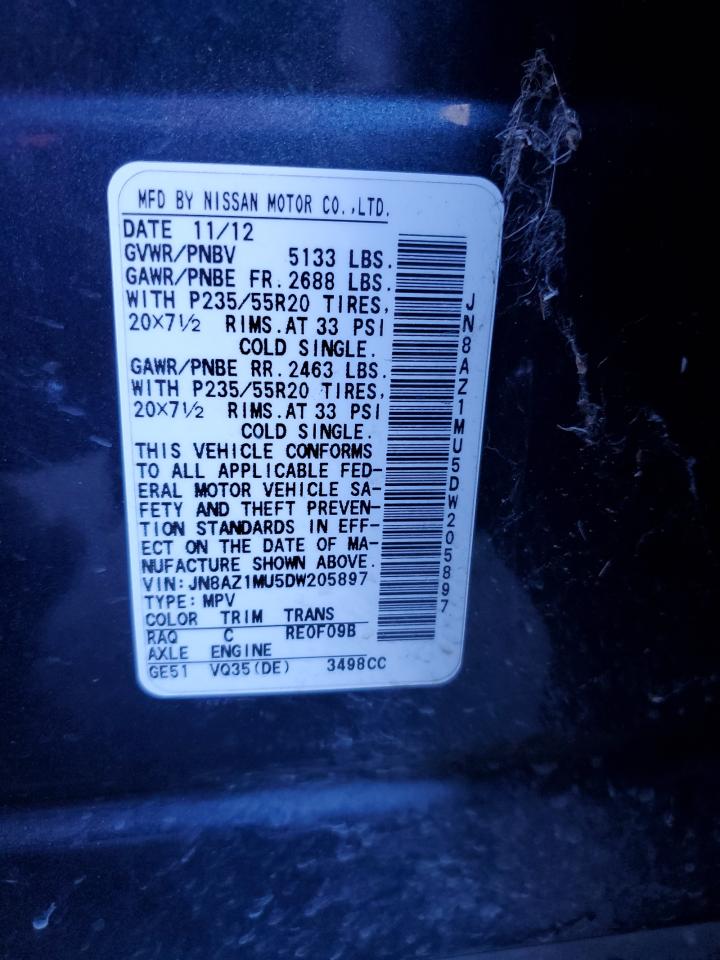 MFD BY NISSAN MOTOR CO.,LTD.
DATE 11/12
GVWR/PNBV 5133 LBS.
GAWR/PNBE FR. 2688 LBS.
WITH P235/55R20 TIRES,
20×7½ RIMS.AT 33 PSI
COLD SINGLE.
GAWR/PNBE RR. 2463 LBS.
WITH P235/55R20 TIRES,
20×7½ RIMS.AT 33 PSI
COLD SINGLE.
THIS VEHICLE CONFORMS
TO ALL APPLICABLE FED-
ERAL MOTOR VEHICLE SA-
FETY AND THEFT PREVEN-
TION STANDARDS IN EFF-
ECT ON THE DATE OF MA-
NUFACTURE SHOWN ABOVE.
VIN:JN8AZ1MU5DW205897
TYPE:MPV
COLOR TRIM TRANS
RAQ C RE0F09B
AXLE ENGINE
GE51 VQ35(DE) 3498CC
JN8AZ1MU5DW205897